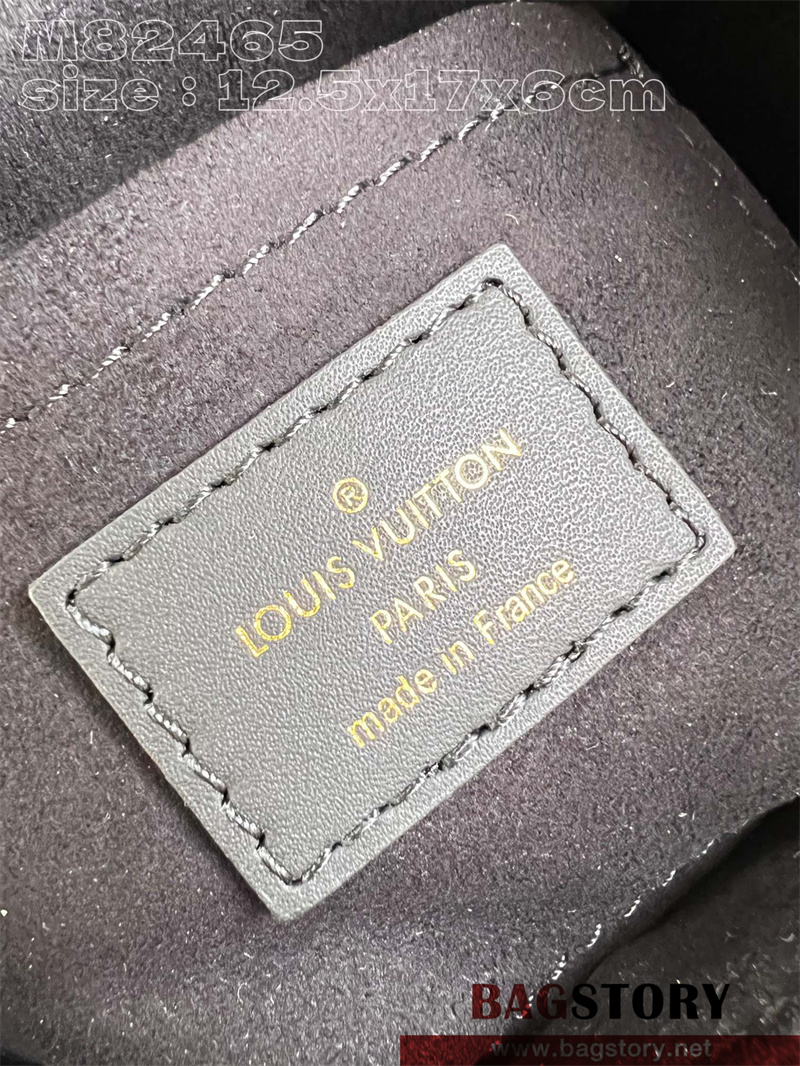 M82465
size：12.5x17x6cm
®
LOUIS VUITTON
PARIS
made in France
BAGSTORY
www.bagstory.net